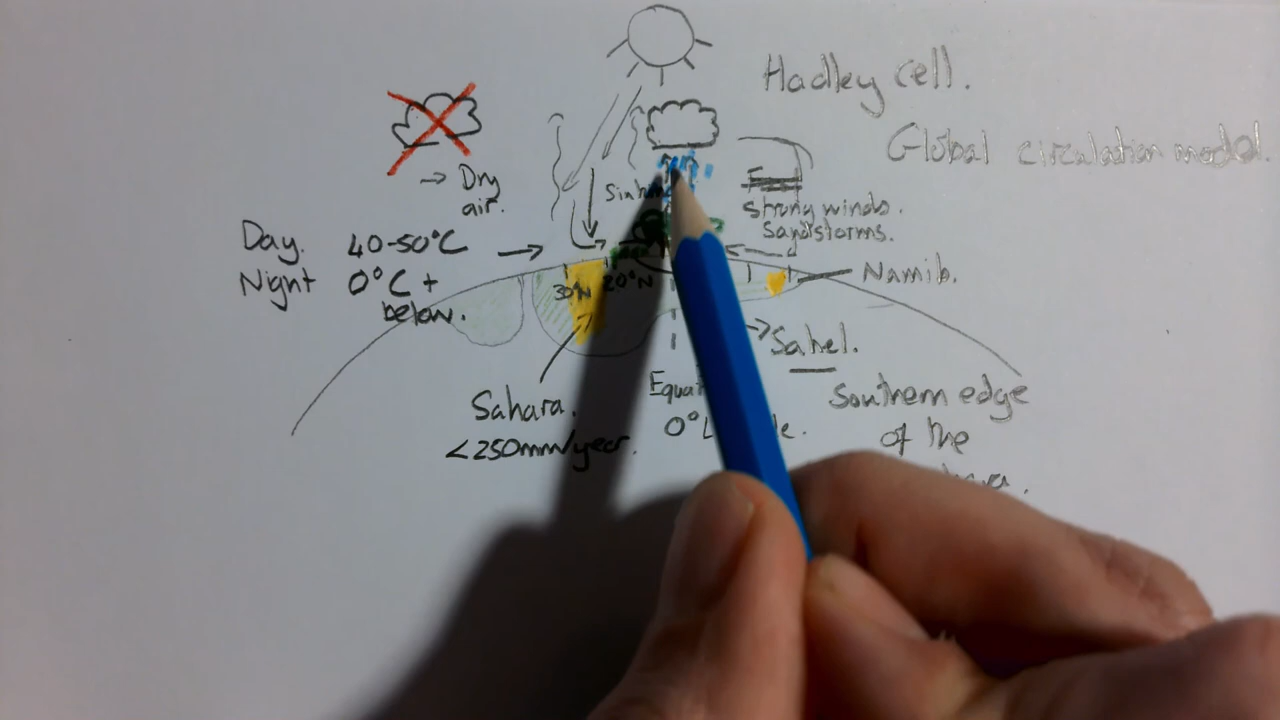 Hadley cell.
Global circulation model.
→ Dry
air.
strong winds.
Sandstorms.
Day. 40-50°C
Night 0°C +
below.
30°N 20°N
Namib.
Sahel.
Sahara.
<250mm/year.
0°
Southern edge
of the